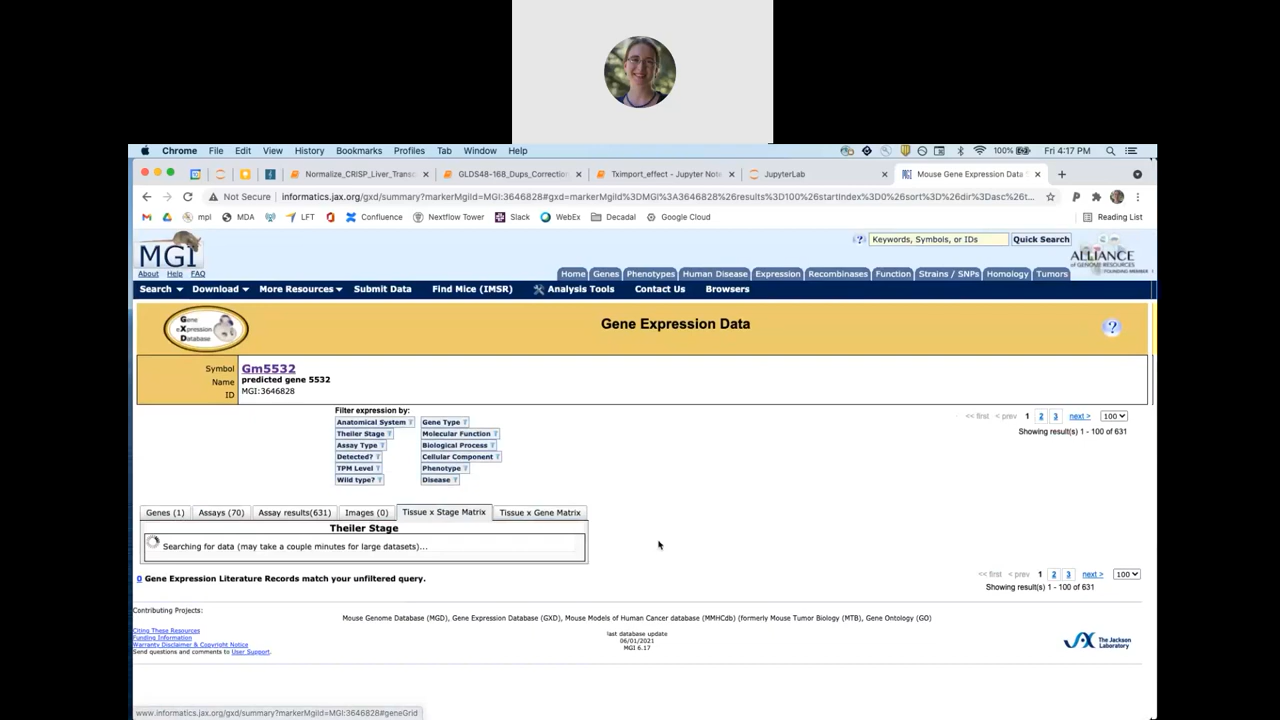 Chrome File Edit View History Bookmarks Profiles Tab Window Help 100% Fri 4:17 PM
Normalize_CRISP_Liver_Transc × GLDS48-168_Dups_Correction × Tximport_effect - Jupyter Note × JupyterLab × Mouse Gene Expression Data S ×
Not Secure informatics.jax.org/gxd/summary?markerMgiId=MGI:3646828#gxd=markerMgiId%3DMGI%3A3646828%26results%3D100%26startIndex%3D0%26sort%3D%26dir%3Dasc%26t...
mpl MDA LFT Confluence Nextflow Tower Slack WebEx Decadal Google Cloud Reading List
MGI
About Help FAQ
Keywords, Symbols, or IDs Quick Search
ALLIANCE
of GENOME RESOURCES
FOUNDING MEMBER
Home Genes Phenotypes Human Disease Expression Recombinases Function Strains / SNPs Homology Tumors
Search Download More Resources Submit Data Find Mice (IMSR) Analysis Tools Contact Us Browsers
Gene
eXpression
Database
Gene Expression Data
?
Symbol Gm5532
Name predicted gene 5532
ID MGI:3646828
Filter expression by:
Anatomical System Gene Type
Theiler Stage Molecular Function
Assay Type Biological Process
Detected? Cellular Component
TPM Level Phenotype
Wild type? Disease
<< first < prev 1 2 3 next > 100
Showing result(s) 1 - 100 of 631
Genes (1) Assays (70) Assay results(631) Images (0) Tissue x Stage Matrix Tissue x Gene Matrix
Theiler Stage
Searching for data (may take a couple minutes for large datasets)...
0 Gene Expression Literature Records match your unfiltered query.
<< first < prev 1 2 3 next > 100
Showing result(s) 1 - 100 of 631
Contributing Projects:
Mouse Genome Database (MGD), Gene Expression Database (GXD), Mouse Models of Human Cancer database (MMHCdb) (formerly Mouse Tumor Biology (MTB), Gene Ontology (GO)
Citing These Resources
Funding Information
Warranty Disclaimer & Copyright Notice
Send questions and comments to User Support.
last database update
06/01/2021
MGI 6.17
JAX The Jackson
Laboratory
www.informatics.jax.org/gxd/summary?markerMgiId=MGI:3646828#geneGrid